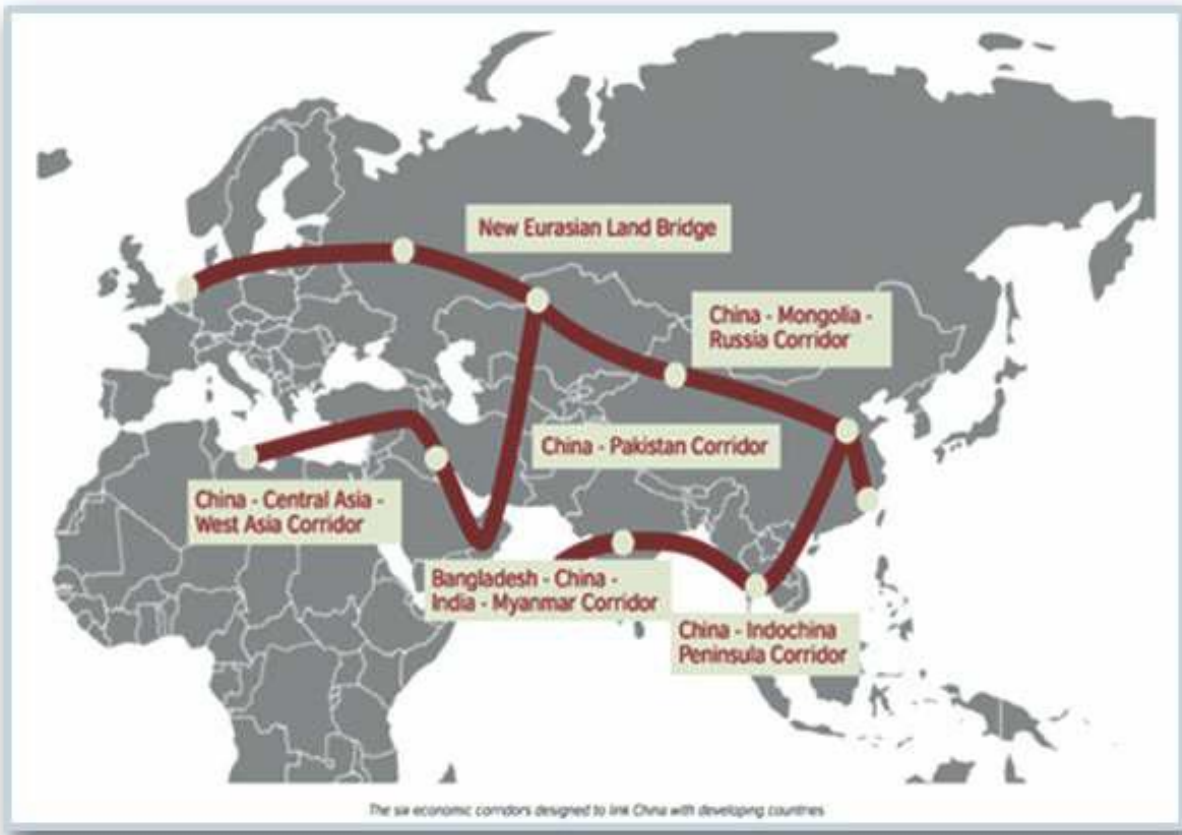 New Eurasian Land Bridge
China - Mongolia -
Russia Corridor
China - Pakistan Corridor
China - Central Asia -
West Asia Corridor
Bangladesh - China -
India - Myanmar Corridor
China - Indochina
Peninsula Corridor
The six economic corridors designed to link China with developing countries